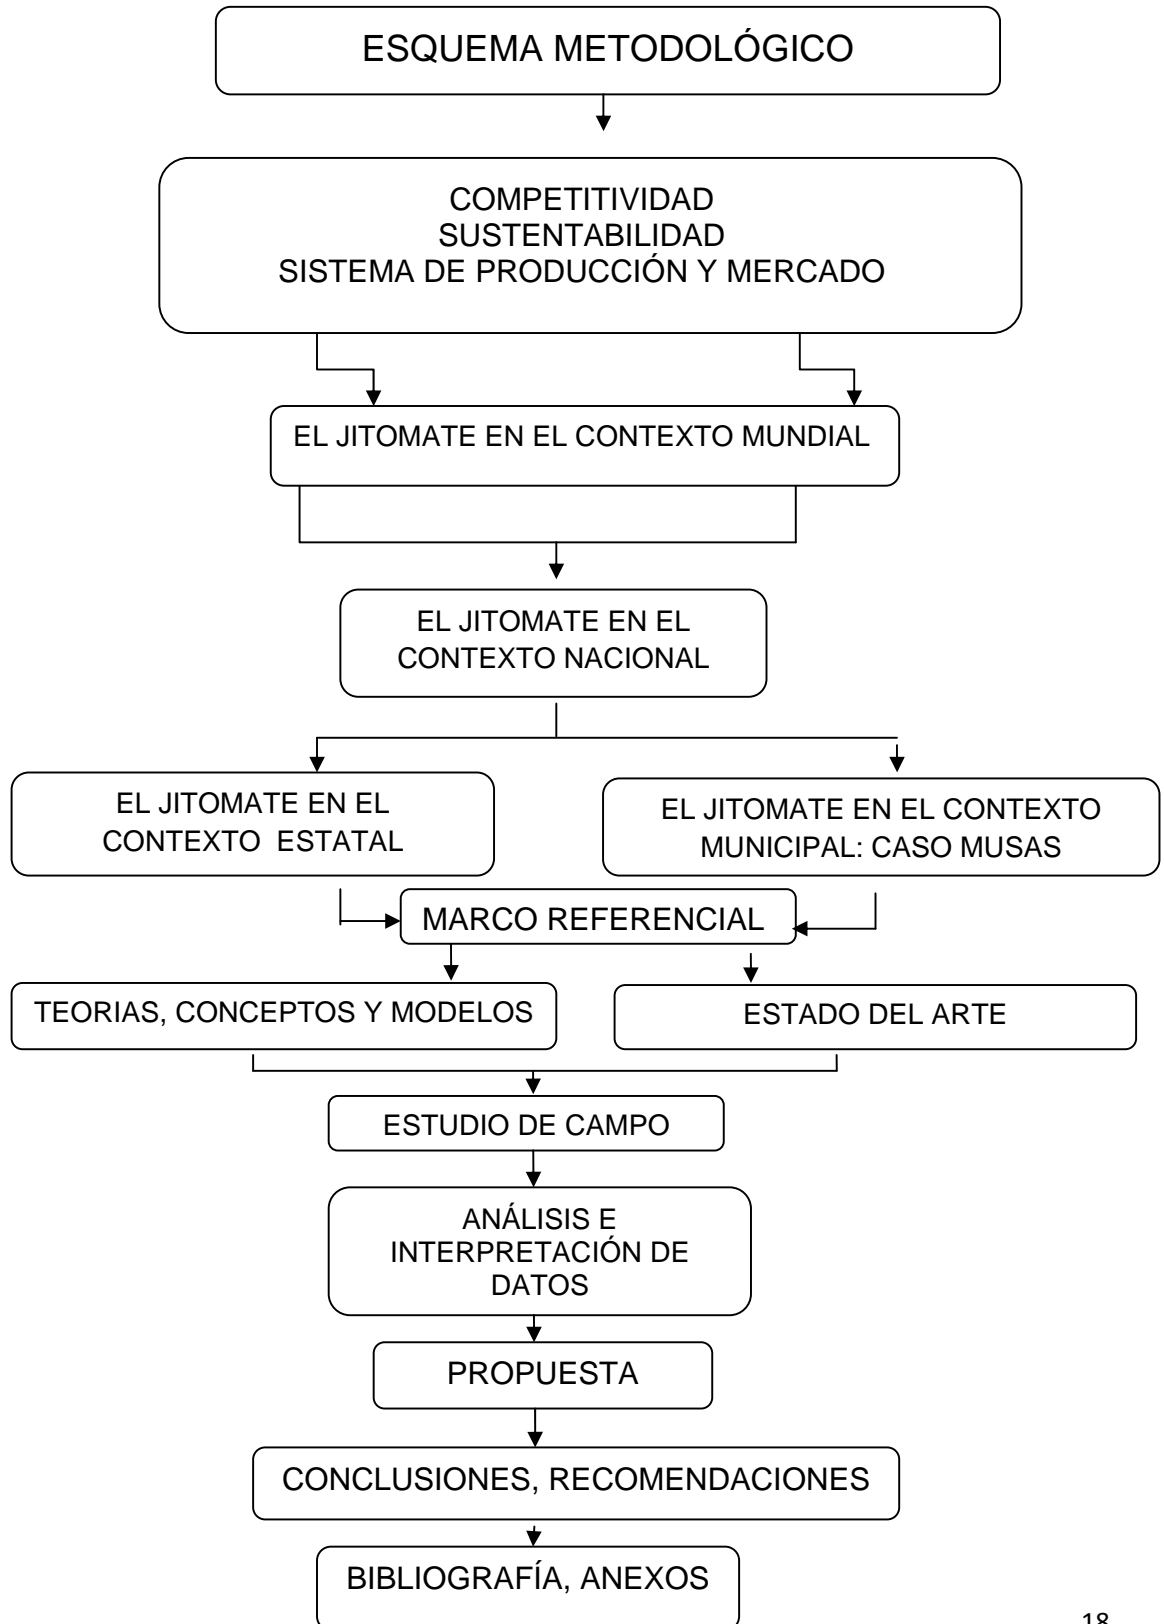 ESQUEMA METODOLÓGICO
COMPETITIVIDAD
SUSTENTABILIDAD
SISTEMA DE PRODUCCIÓN Y MERCADO
EL JITOMATE EN EL CONTEXTO MUNDIAL
EL JITOMATE EN EL
CONTEXTO NACIONAL
EL JITOMATE EN EL
CONTEXTO ESTATAL
EL JITOMATE EN EL CONTEXTO
MUNICIPAL: CASO MUSAS
MARCO REFERENCIAL
TEORIAS, CONCEPTOS Y MODELOS
ESTADO DEL ARTE
ESTUDIO DE CAMPO
ANÁLISIS E
INTERPRETACIÓN DE
DATOS
PROPUESTA
CONCLUSIONES, RECOMENDACIONES
BIBLIOGRAFÍA, ANEXOS
18